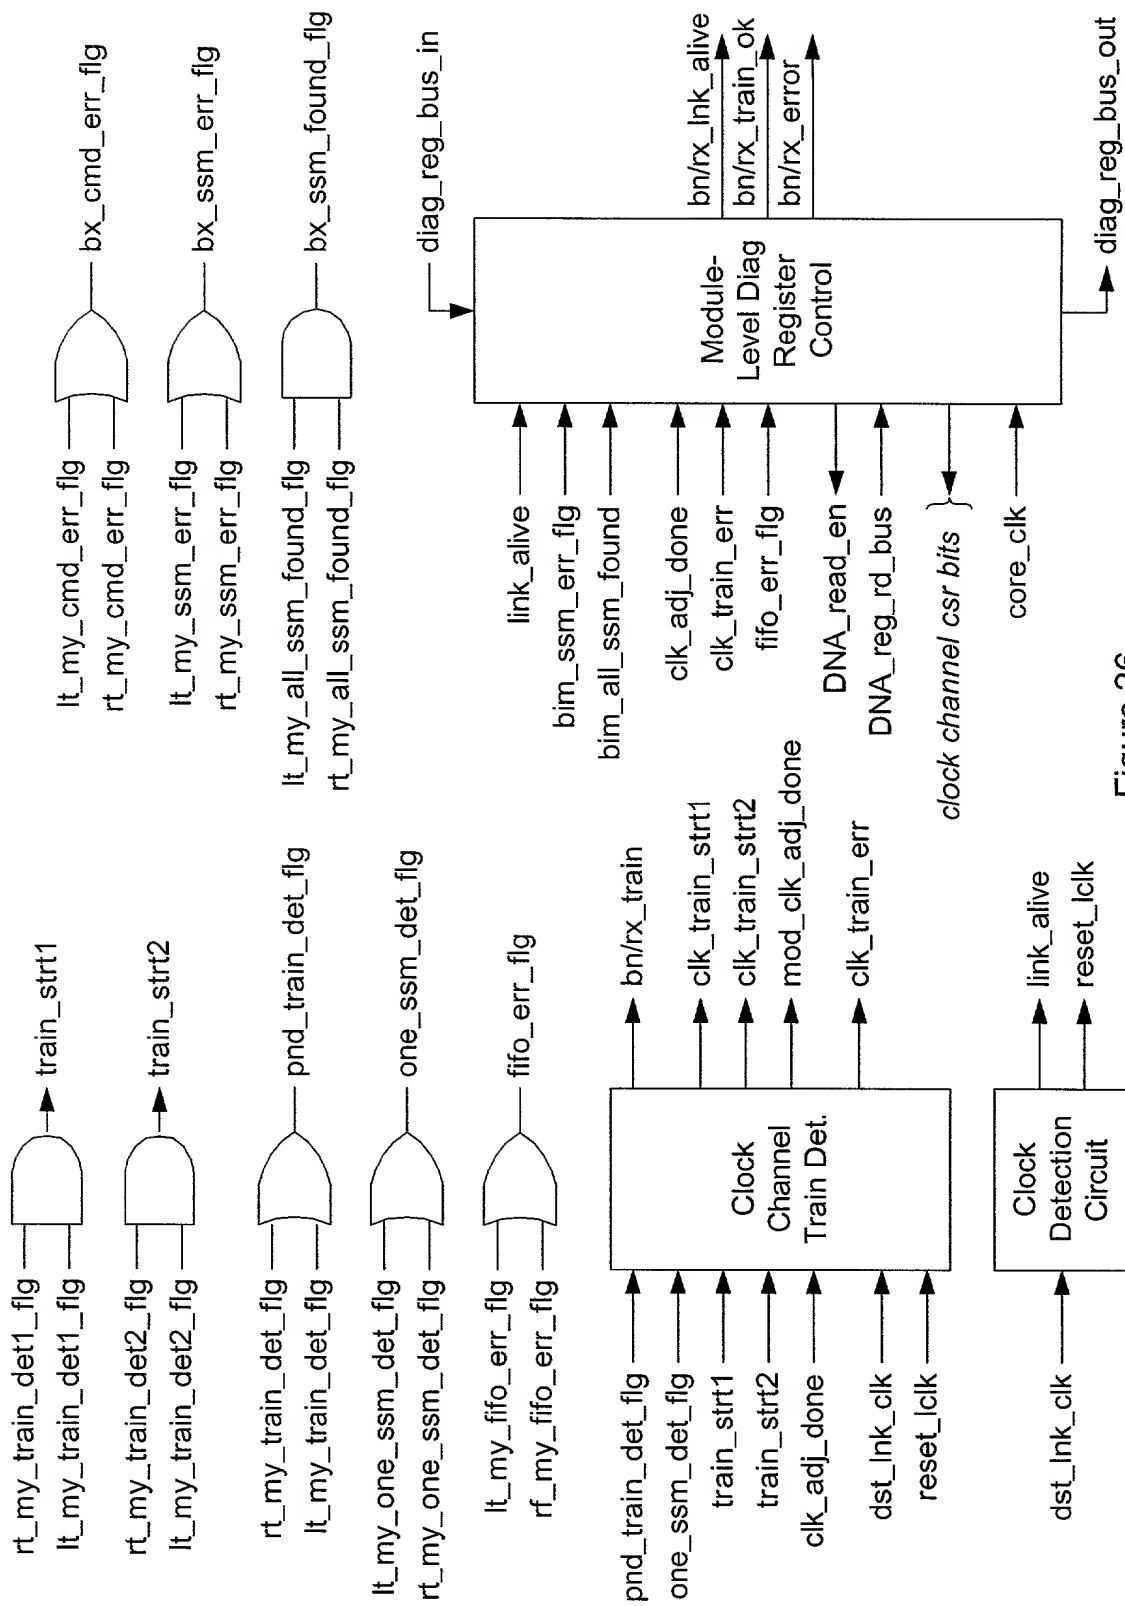 rt_my_train_det1_flg
lt_my_train_det1_flg
train_strt1
rt_my_train_det2_flg
lt_my_train_det2_flg
train_strt2
rt_my_train_det_flg
lt_my_train_det_flg
pnd_train_det_flg
lt_my_one_ssm_det_flg
rt_my_one_ssm_det_flg
one_ssm_det_flg
lt_my_fifo_err_flg
rf_my_fifo_err_flg
fifo_err_flg
pnd_train_det_flg
one_ssm_det_flg
train_strt1
train_strt2
clk_adj_done
dst_lnk_clk
reset_lclk
Clock
Channel
Train Det.
bn/rx_train
clk_train_strt1
clk_train_strt2
mod_clk_adj_done
clk_train_err
dst_lnk_clk
Clock
Detection
Circuit
link_alive
reset_lclk
lt_my_cmd_err_flg
rt_my_cmd_err_flg
bx_cmd_err_flg
lt_my_ssm_err_flg
rt_my_ssm_err_flg
bx_ssm_err_flg
lt_my_all_ssm_found_flg
rt_my_all_ssm_found_flg
bx_ssm_found_flg
diag_reg_bus_in
link_alive
bim_ssm_err_flg
bim_all_ssm_found
clk_adj_done
clk_train_err
fifo_err_flg
DNA_read_en
DNA_reg_rd_bus
clock channel csr bits
core_clk
Module-
Level Diag
Register
Control
bn/rx_lnk_alive
bn/rx_train_ok
bn/rx_error
diag_reg_bus_out
Figure 26